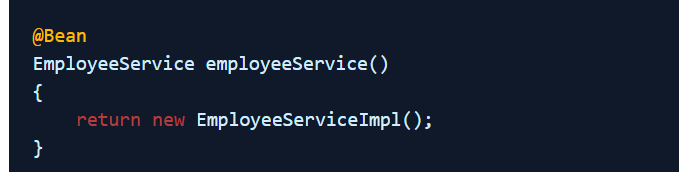 @Bean
EmployeeService employeeService()
{
    return new EmployeeServiceImpl();
}